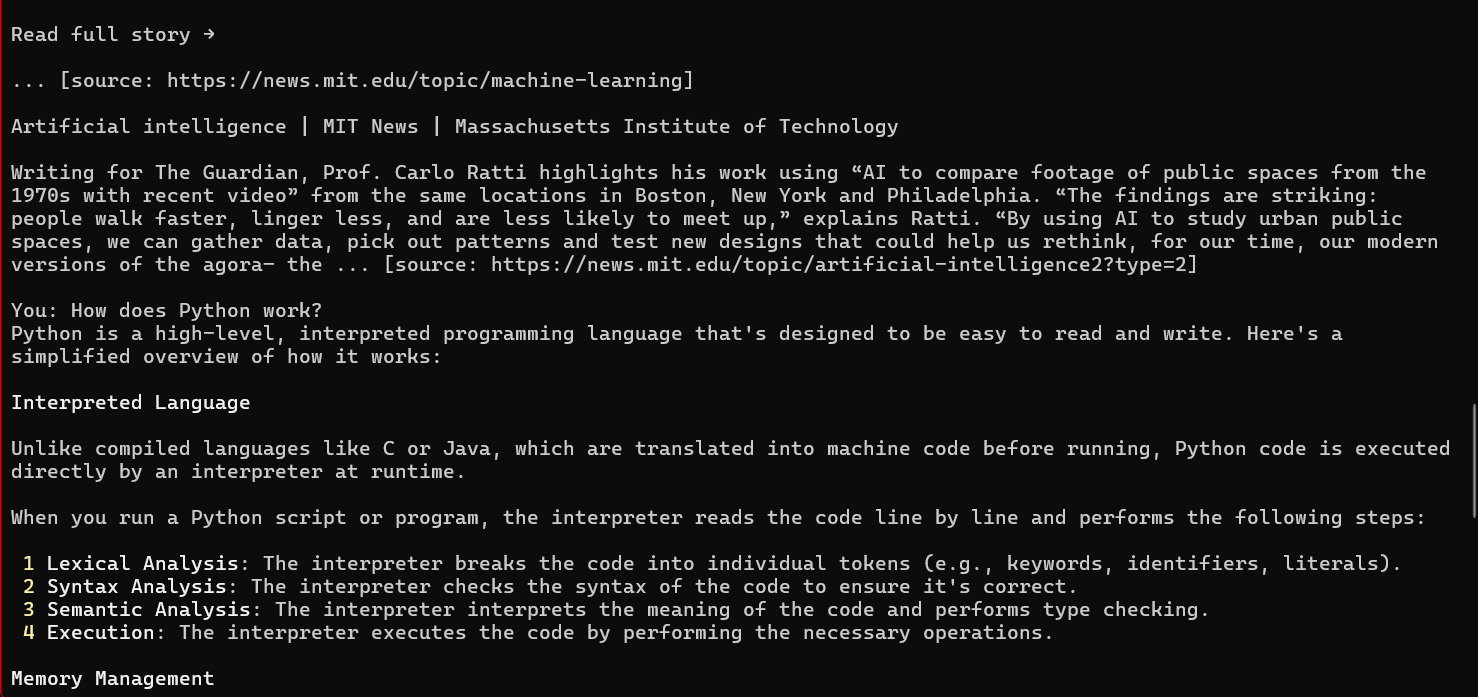 Read full story →
... [source: https://news.mit.edu/topic/machine-learning]
Artificial intelligence | MIT News | Massachusetts Institute of Technology
Writing for The Guardian, Prof. Carlo Ratti highlights his work using “AI to compare footage of public spaces from the
1970s with recent video” from the same locations in Boston, New York and Philadelphia. “The findings are striking:
people walk faster, linger less, and are less likely to meet up,” explains Ratti. “By using AI to study urban public
spaces, we can gather data, pick out patterns and test new designs that could help us rethink, for our time, our modern
versions of the agora— the ... [source: https://news.mit.edu/topic/artificial-intelligence2?type=2]
You: How does Python work?
Python is a high-level, interpreted programming language that's designed to be easy to read and write. Here's a
simplified overview of how it works:
Interpreted Language
Unlike compiled languages like C or Java, which are translated into machine code before running, Python code is executed
directly by an interpreter at runtime.
When you run a Python script or program, the interpreter reads the code line by line and performs the following steps:
1 Lexical Analysis: The interpreter breaks the code into individual tokens (e.g., keywords, identifiers, literals).
2 Syntax Analysis: The interpreter checks the syntax of the code to ensure it's correct.
3 Semantic Analysis: The interpreter interprets the meaning of the code and performs type checking.
4 Execution: The interpreter executes the code by performing the necessary operations.
Memory Management